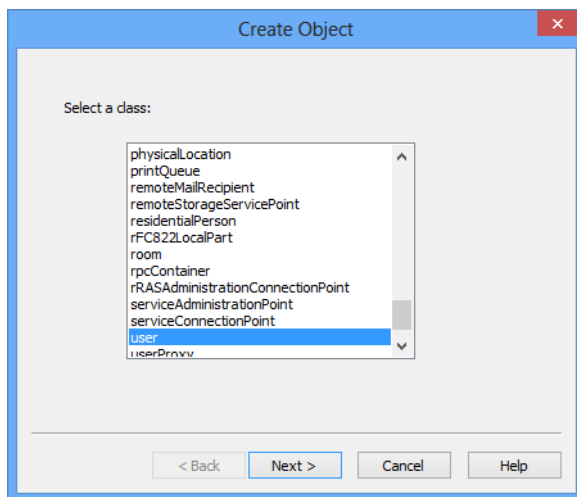 Create Object
Select a class:
physicalLocation
printQueue
remoteMailRecipient
remoteStorageServicePoint
residentialPerson
rFC822LocalPart
room
rpcContainer
rRASAdministrationConnectionPoint
serviceAdministrationPoint
serviceConnectionPoint
user
userProxy
< Back Next > Cancel Help